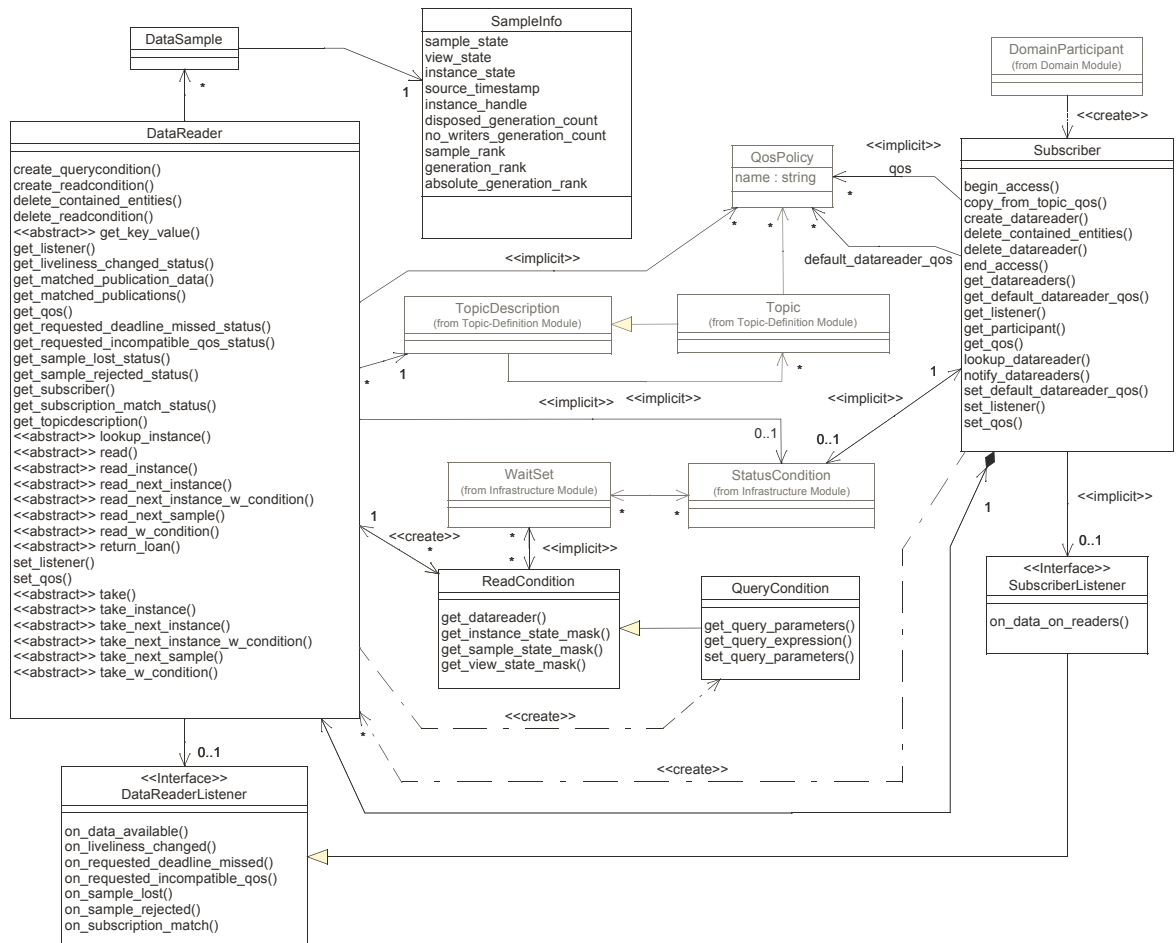 DataSample
*
SampleInfo
sample_state
view_state
instance_state
source_timestamp
instance_handle
disposed_generation_count
no_writers_generation_count
sample_rank
generation_rank
absolute_generation_rank
1
DomainParticipant
(from Domain Module)
<<create>>
DataReader
create_querycondition()
create_readcondition()
delete_contained_entities()
delete_readcondition()
<<abstract>> get_key_value()
get_listener()
get_liveliness_changed_status()
get_matched_publication_data()
get_matched_publications()
get_qos()
get_requested_deadline_missed_status()
get_requested_incompatible_qos_status()
get_sample_lost_status()
get_sample_rejected_status()
get_subscriber()
get_subscription_match_status()
get_topicdescription()
<<abstract>> lookup_instance()
<<abstract>> read()
<<abstract>> read_instance()
<<abstract>> read_next_instance()
<<abstract>> read_next_instance_w_condition()
<<abstract>> read_next_sample()
<<abstract>> read_w_condition()
<<abstract>> return_loan()
set_listener()
set_qos()
<<abstract>> take()
<<abstract>> take_instance()
<<abstract>> take_next_instance()
<<abstract>> take_next_instance_w_condition()
<<abstract>> take_next_sample()
<<abstract>> take_w_condition()
QosPolicy
name : string
<<implicit>>
qos
*
*
*
*
default_datareader_qos
<<implicit>>
Subscriber
begin_access()
copy_from_topic_qos()
create_datareader()
delete_contained_entities()
delete_datareader()
end_access()
get_datareaders()
get_default_datareader_qos()
get_listener()
get_participant()
get_qos()
lookup_datareader()
notify_datareaders()
set_default_datareader_qos()
set_listener()
set_qos()
TopicDescription
(from Topic-Definition Module)
Topic
(from Topic-Definition Module)
*
1
*
1
<<implicit>>
<<implicit>>
<<implicit>>
0..1
0..1
WaitSet
(from Infrastructure Module)
StatusCondition
(from Infrastructure Module)
*
*
1
<<create>>
*
*
*
<<implicit>>
1
<<implicit>>
0..1
ReadCondition
get_datareader()
get_instance_state_mask()
get_sample_state_mask()
get_view_state_mask()
QueryCondition
get_query_parameters()
get_query_expression()
set_query_parameters()
<<Interface>>
SubscriberListener
on_data_on_readers()
<<create>>
*
<<create>>
0..1
<<Interface>>
DataReaderListener
on_data_available()
on_liveliness_changed()
on_requested_deadline_missed()
on_requested_incompatible_qos()
on_sample_lost()
on_sample_rejected()
on_subscription_match()